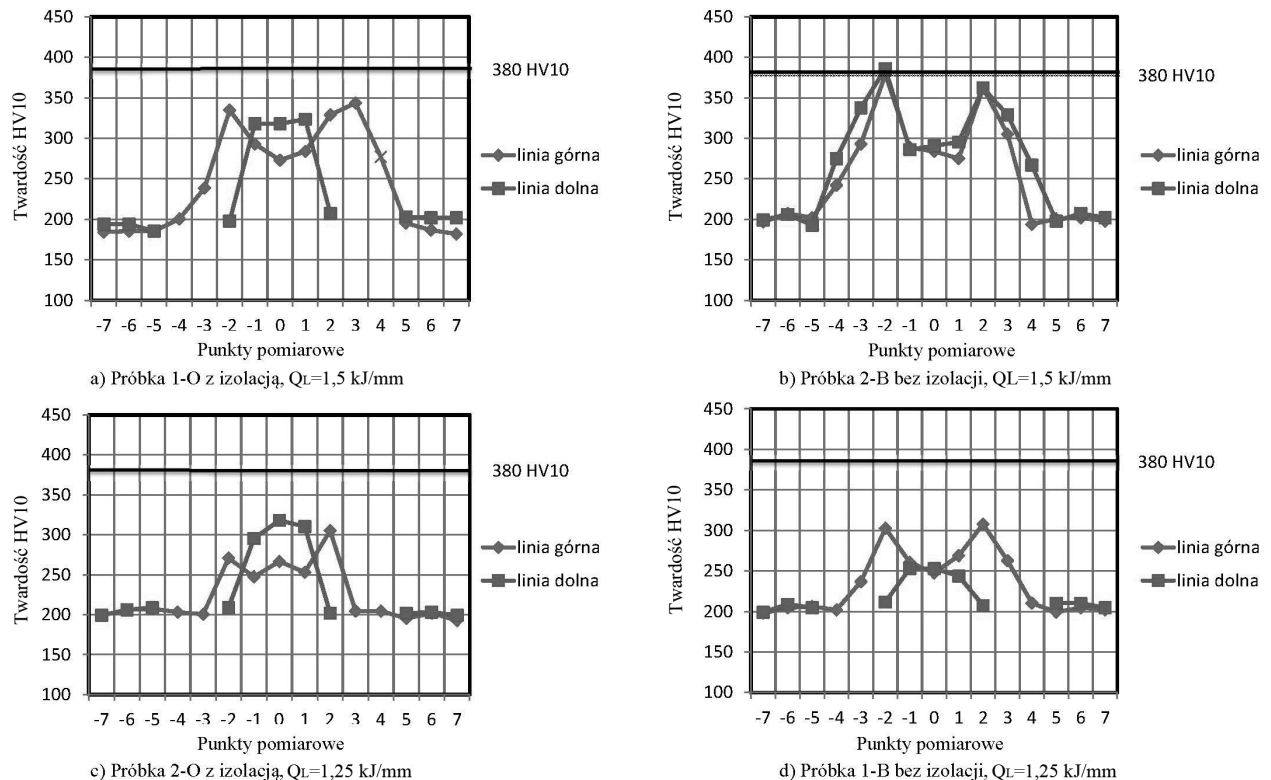 450
400
350
300
250
200
150
100
Twardość HV10
380 HV10
linia górna
linia dolna
-7 -6 -5 -4 -3 -2 -1 0 1 2 3 4 5 6 7
Punkty pomiarowe
a) Próbka 1-O z izolacją, QL=1,5 kJ/mm
450
400
350
300
250
200
150
100
Twardość HV10
380 HV10
linia górna
linia dolna
-7 -6 -5 -4 -3 -2 -1 0 1 2 3 4 5 6 7
Punkty pomiarowe
b) Próbka 2-B bez izolacji, QL=1,5 kJ/mm
450
400
350
300
250
200
150
100
Twardość HV10
380 HV10
linia górna
linia dolna
-7 -6 -5 -4 -3 -2 -1 0 1 2 3 4 5 6 7
Punkty pomiarowe
c) Próbka 2-O z izolacją, QL=1,25 kJ/mm
450
400
350
300
250
200
150
100
Twardość HV10
380 HV10
linia górna
linia dolna
-7 -6 -5 -4 -3 -2 -1 0 1 2 3 4 5 6 7
Punkty pomiarowe
d) Próbka 1-B bez izolacji, QL=1,25 kJ/mm